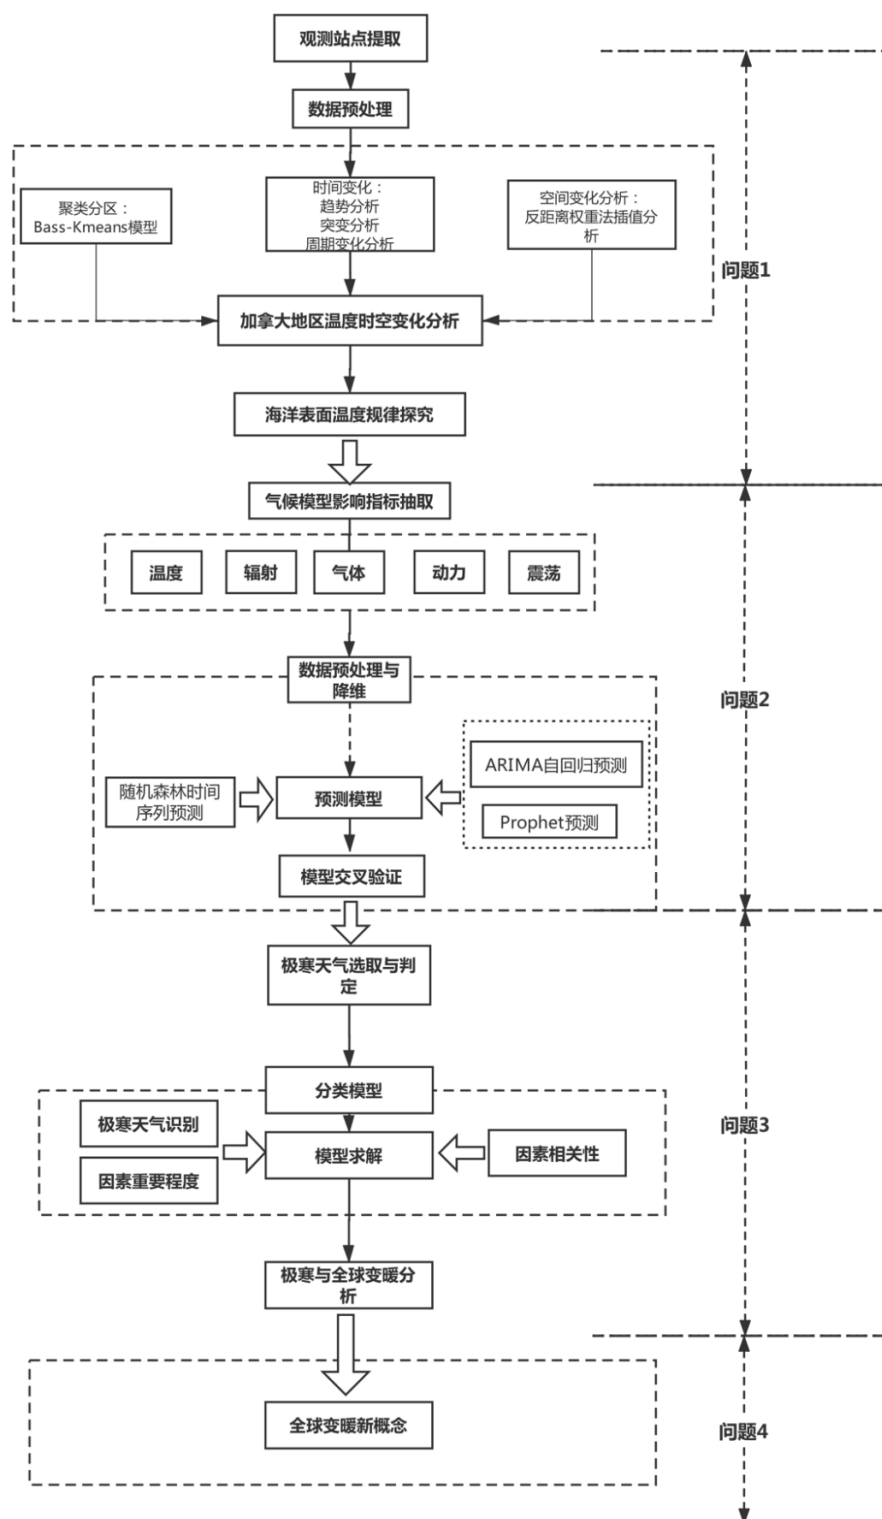 观测站点提取
数据预处理
聚类分区：
Bass-Kmeans模型
时间变化：
趋势分析
突变分析
周期变化分析
空间变化分析：
反距离权重法插值分
析
问题1
加拿大地区温度时空变化分析
海洋表面温度规律探究
气候模型影响指标抽取
温度
辐射
气体
动力
震荡
数据预处理与
降维
问题2
ARIMA自回归预测
随机森林时间
序列预测
预测模型
Prophet预测
模型交叉验证
极寒天气选取与判
定
分类模型
极寒天气识别
问题3
模型求解
因素相关性
因素重要程度
极寒与全球变暖分
析
全球变暖新概念
问题4